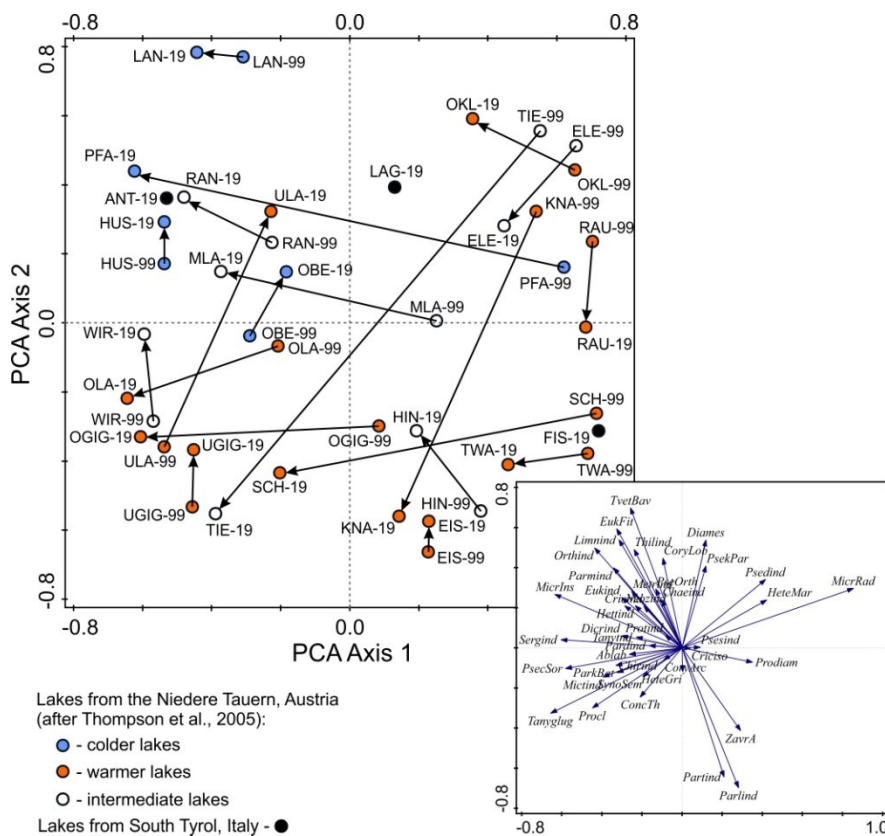 -0.8 0.0 0.8
0.8
LAN-19 LAN-99
OKL-19 TIE-99
ELE-99
PFA-19 RAN-19
LAG-19
OKL-99
ANT-19 ULA-19 KNA-99
HUS-19 RAU-99
RAN-99 ELE-19
HUS-99 MLA-19 OBE-19 PFA-99
MLA-99
PCA Axis 2
0.0
WIR-19 OBE-99 RAU-19
OLA-99
OLA-19 SCH-99
WIR-99 HIN-19
OGIG-19 OGIG-99 FIS-19
ULA-99 UGIG-19 TWA-19
SCH-19 TWA-99
HIN-99
UGIG-99 TIE-19 KNA-19 EIS-19
EIS-99
-0.8
-0.8 0.0
PCA Axis 1
0.8
TvetBav
EukFit Diames
Limnind Thilind
Orthind CoryLob PsekPar
Parmind Psedind
Eukind Chaeind MicrRad
MicrIns HeteMar
Hettind
Dicrind Protind
Sergind Tanytind Psesind
Pardind
Ablab Criciso
PsecSor ParkBat ConArc Prodiam
Mictind SynoSem HeteGri
Procl ConcTh
Tanyglug
ZavrA
Partind
Parlind
-0.8
-0.8 1.0
Lakes from the Niedere Tauern, Austria
(after Thompson et al., 2005):
- colder lakes
- warmer lakes
- intermediate lakes
Lakes from South Tyrol, Italy -